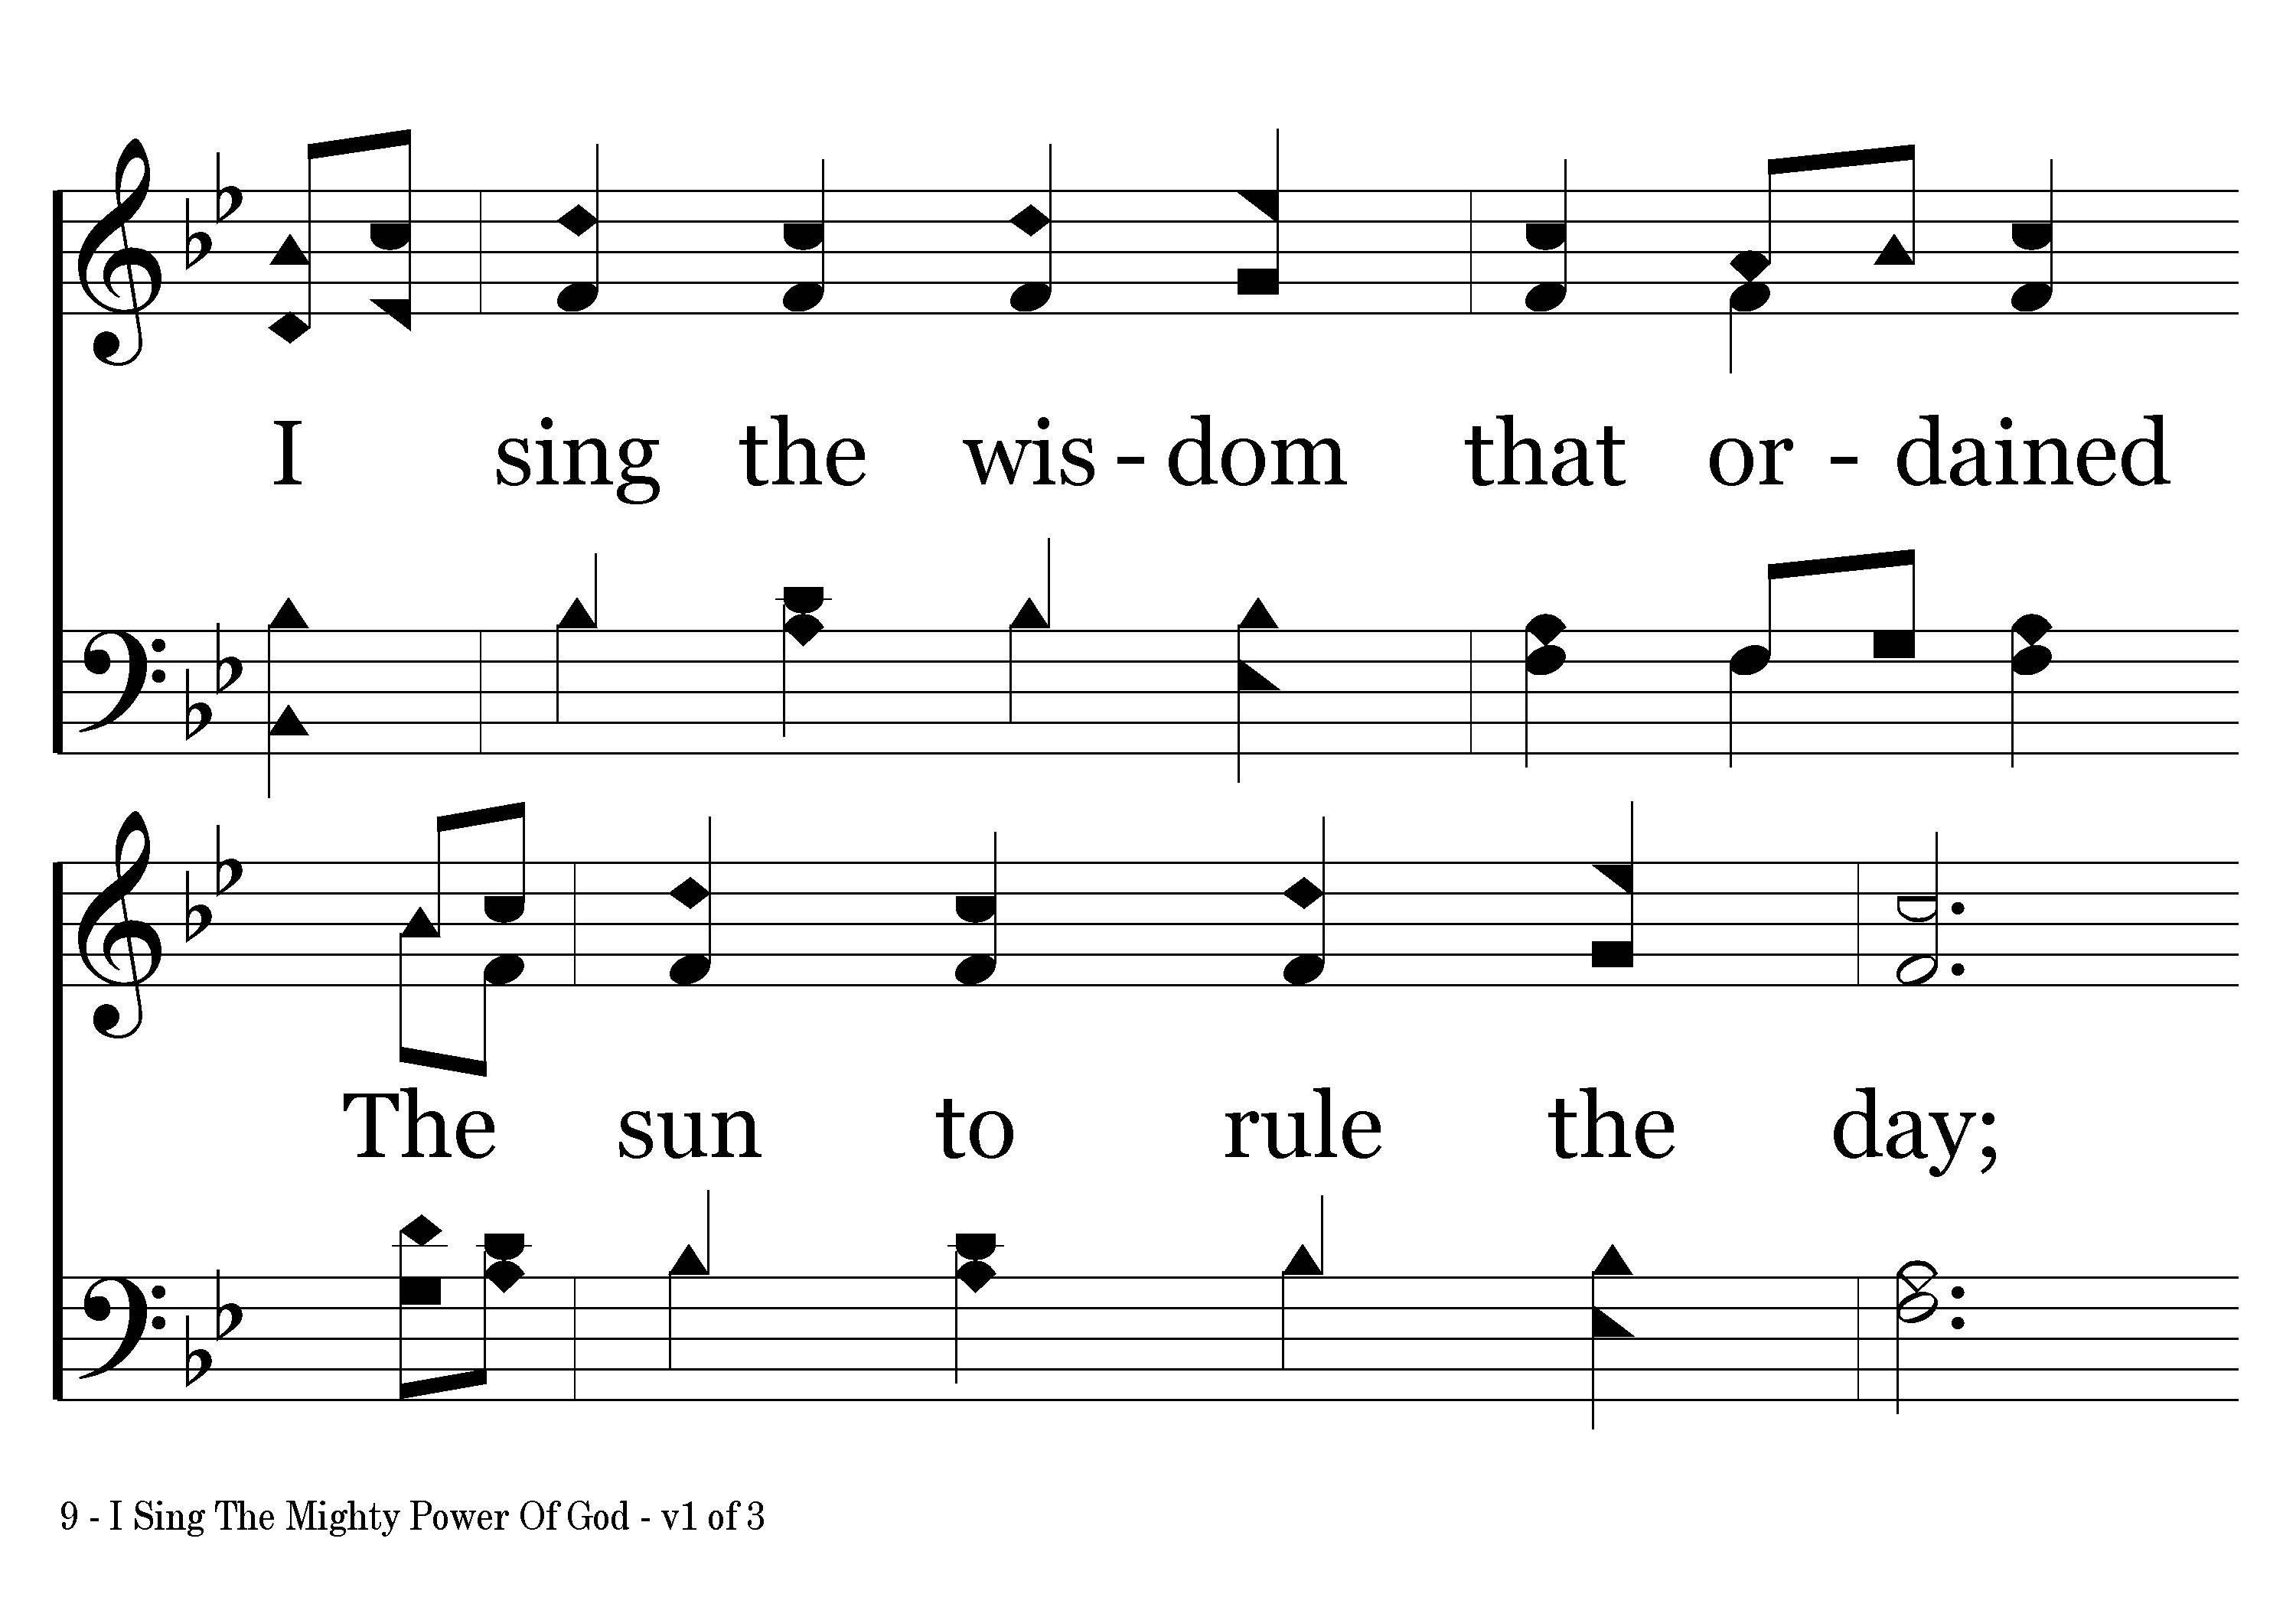 I sing the wis - dom that or - dained
The sun to rule the day;
9 - I Sing The Mighty Power Of God - v1 of 3